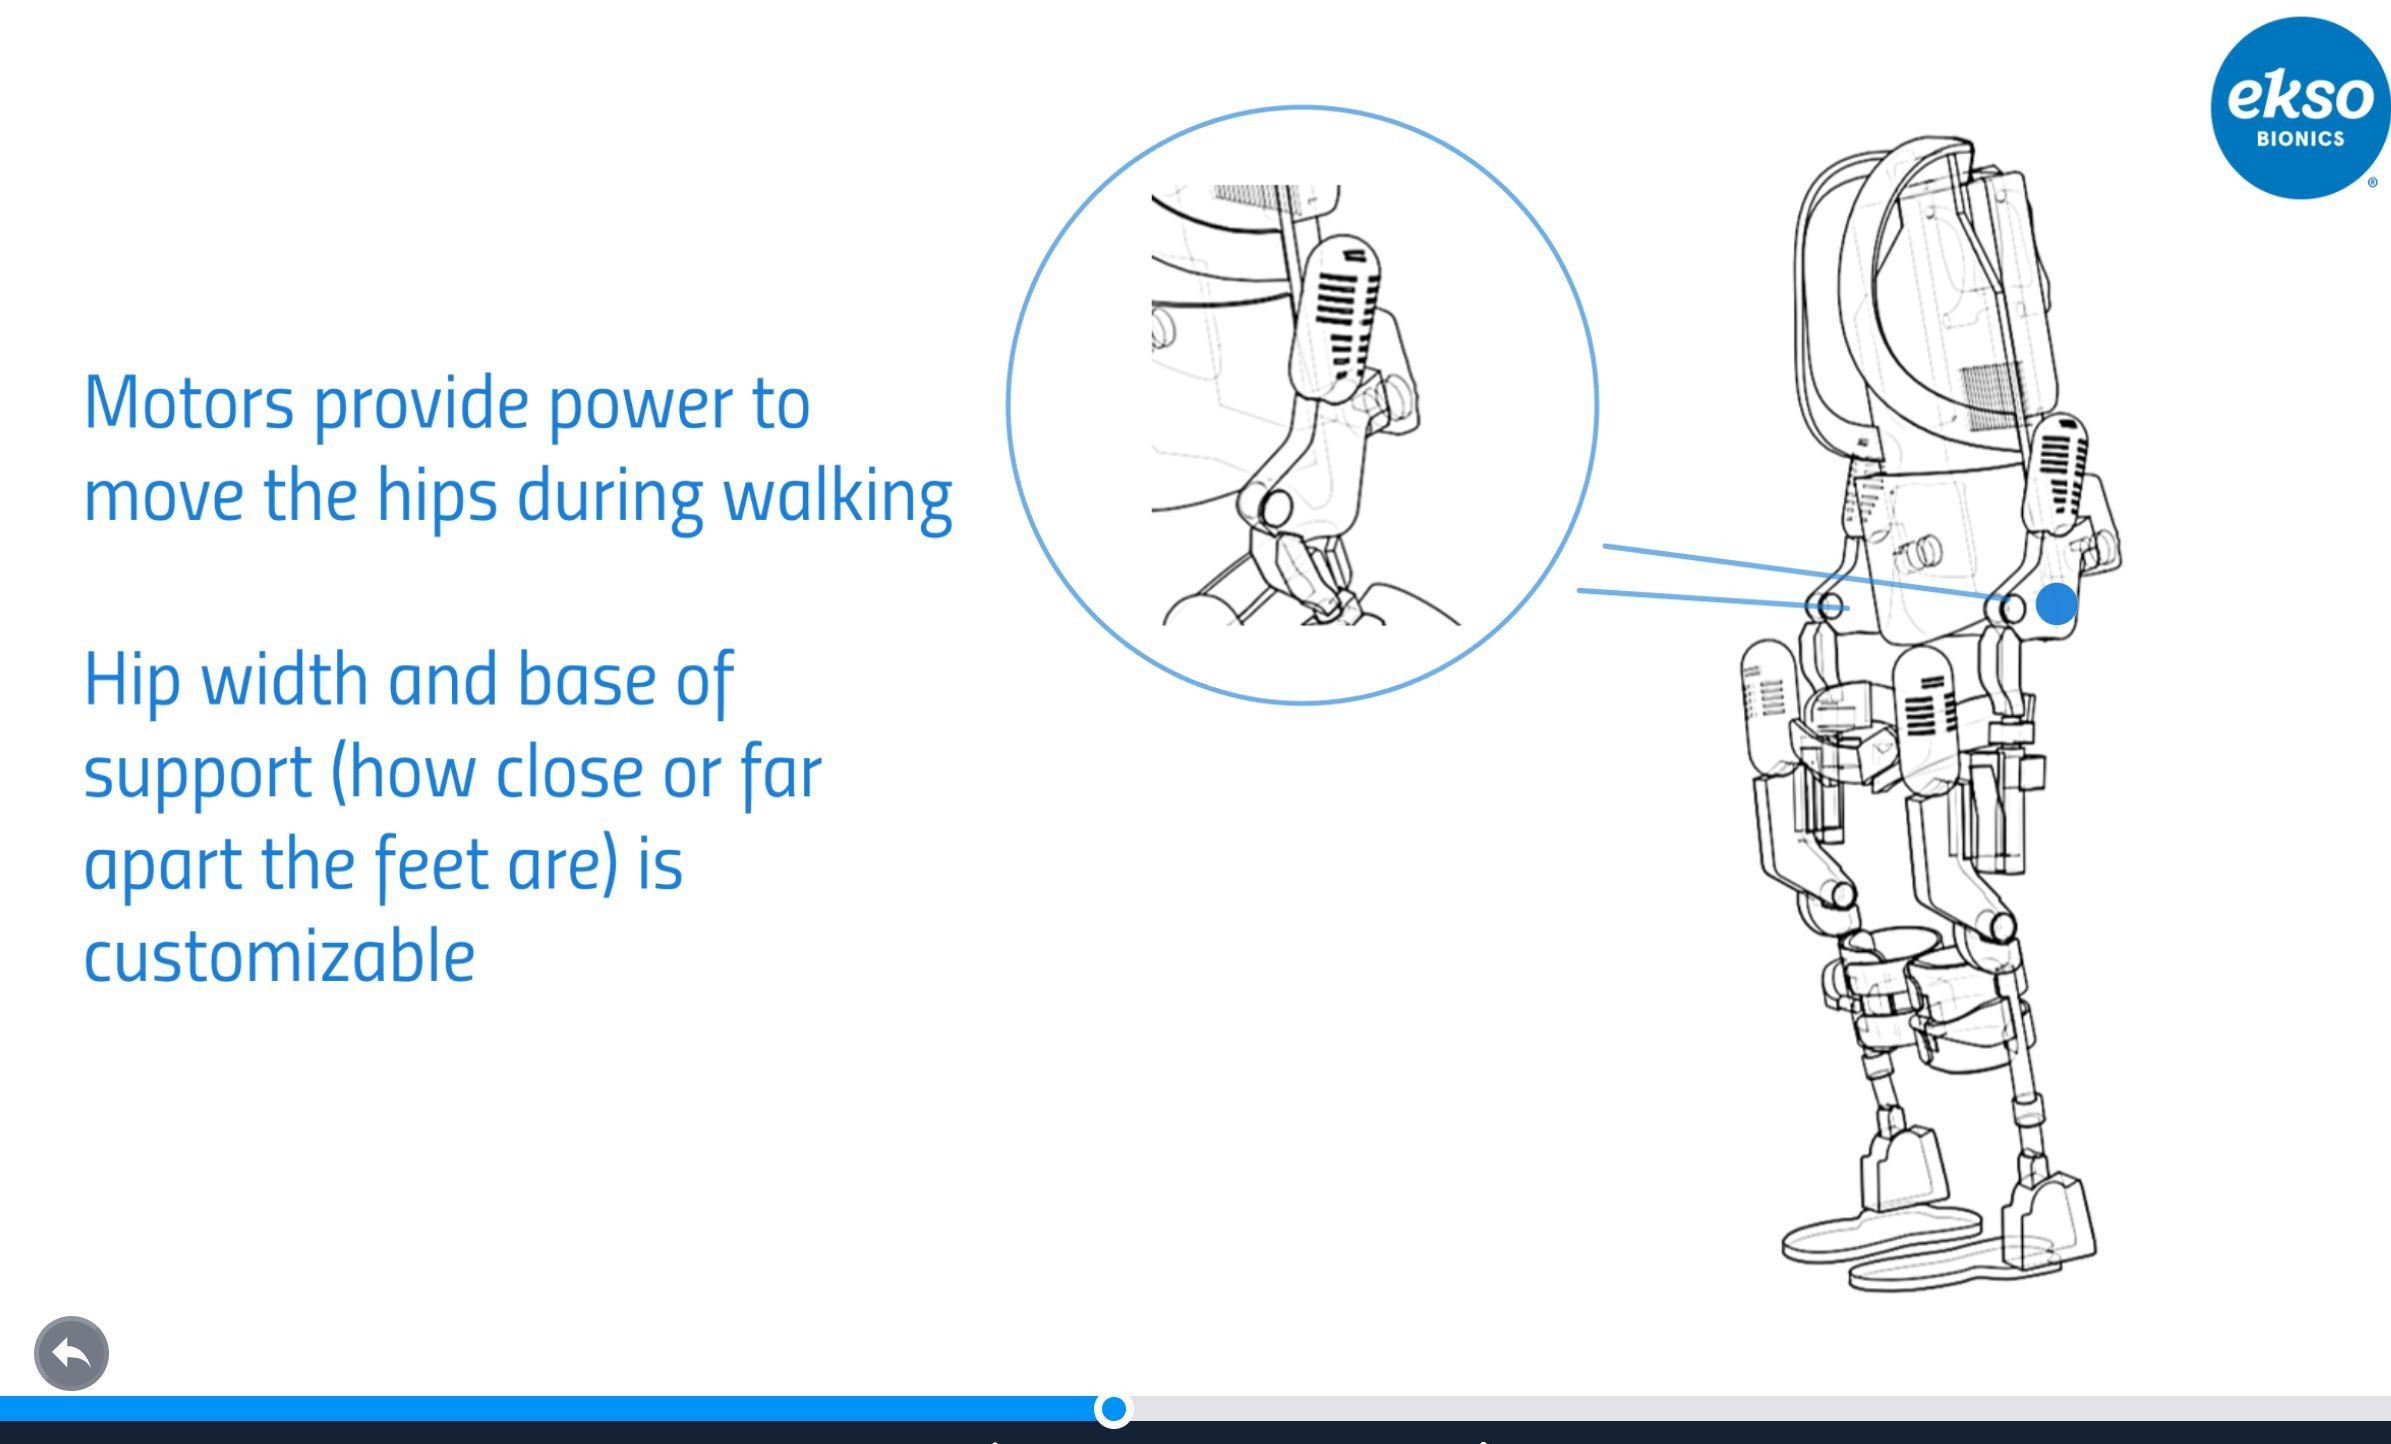 ekso
BIONICS
®
Motors provide power to
move the hips during walking
Hip width and base of
support (how close or far
apart the feet are) is
customizable